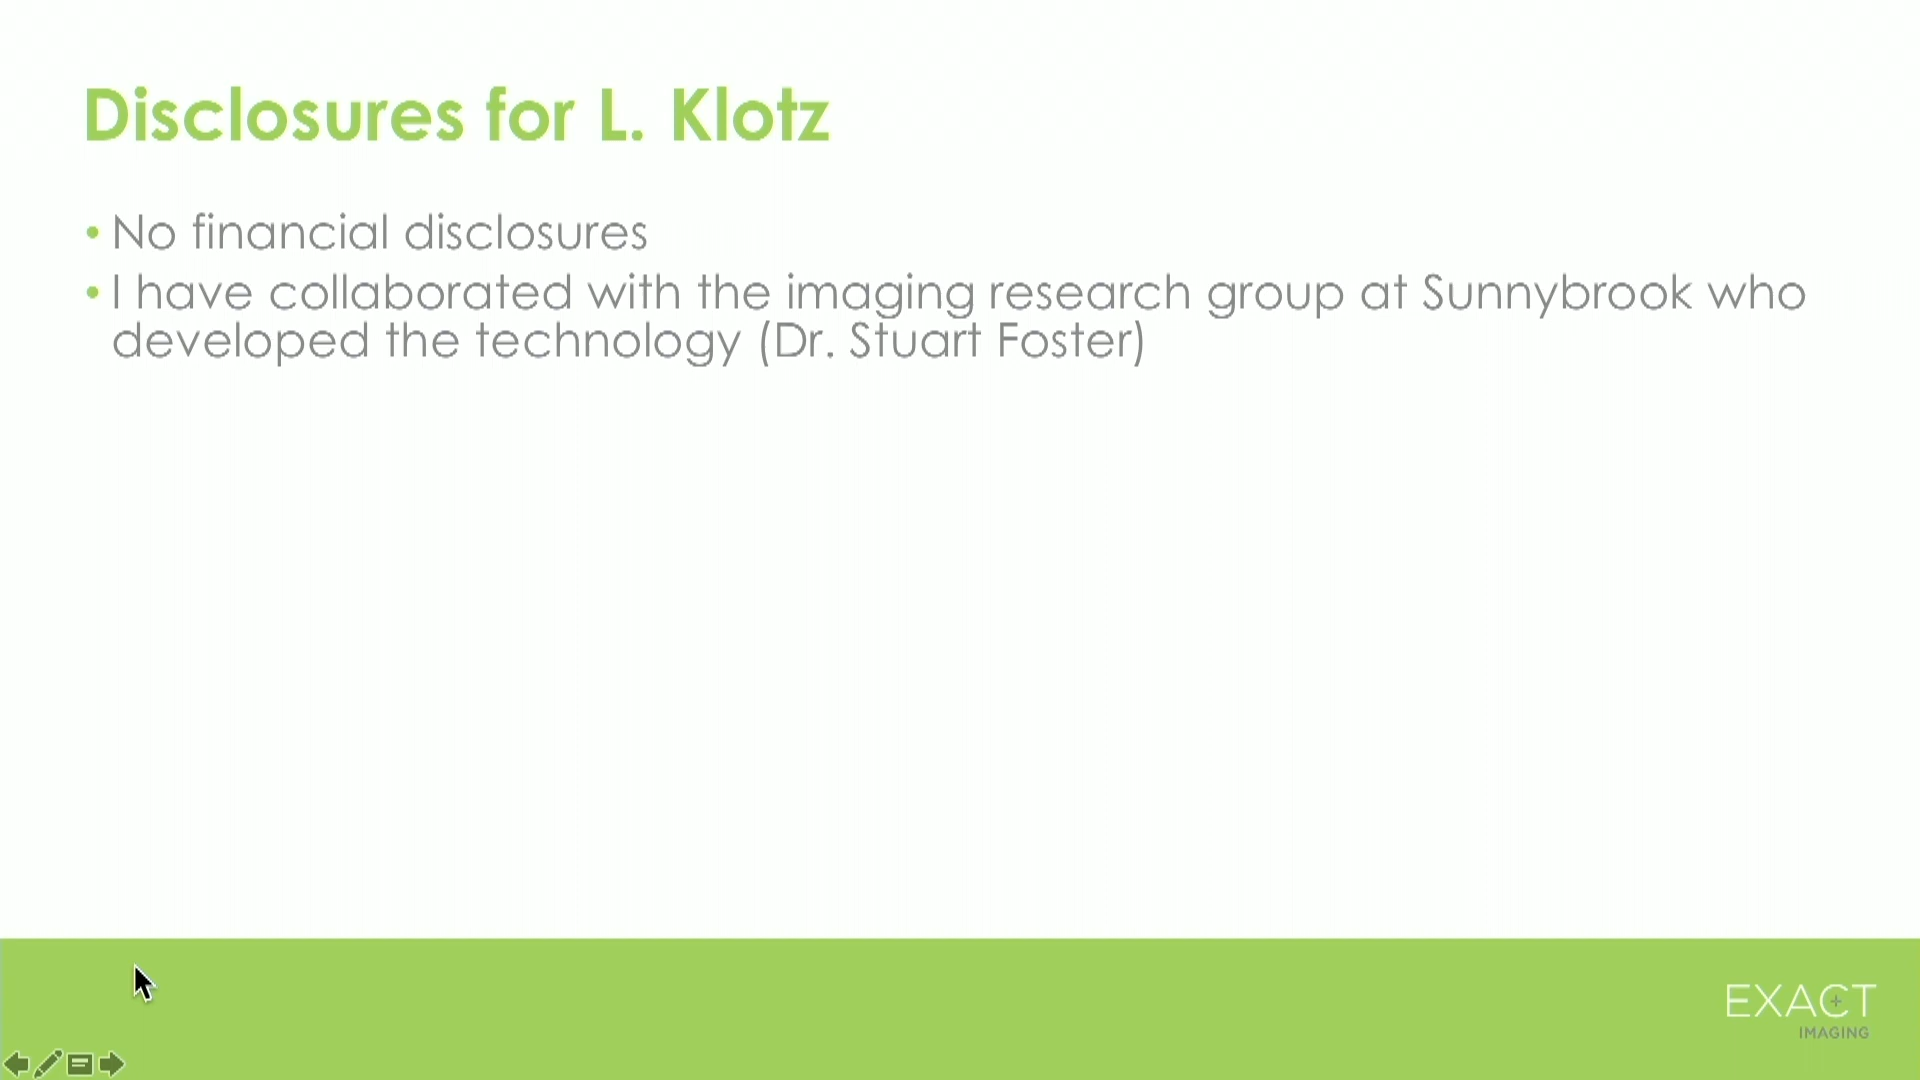 Disclosures for L. Klotz
• No financial disclosures
• I have collaborated with the imaging research group at Sunnybrook who
developed the technology (Dr. Stuart Foster)
EXACT
IMAGING